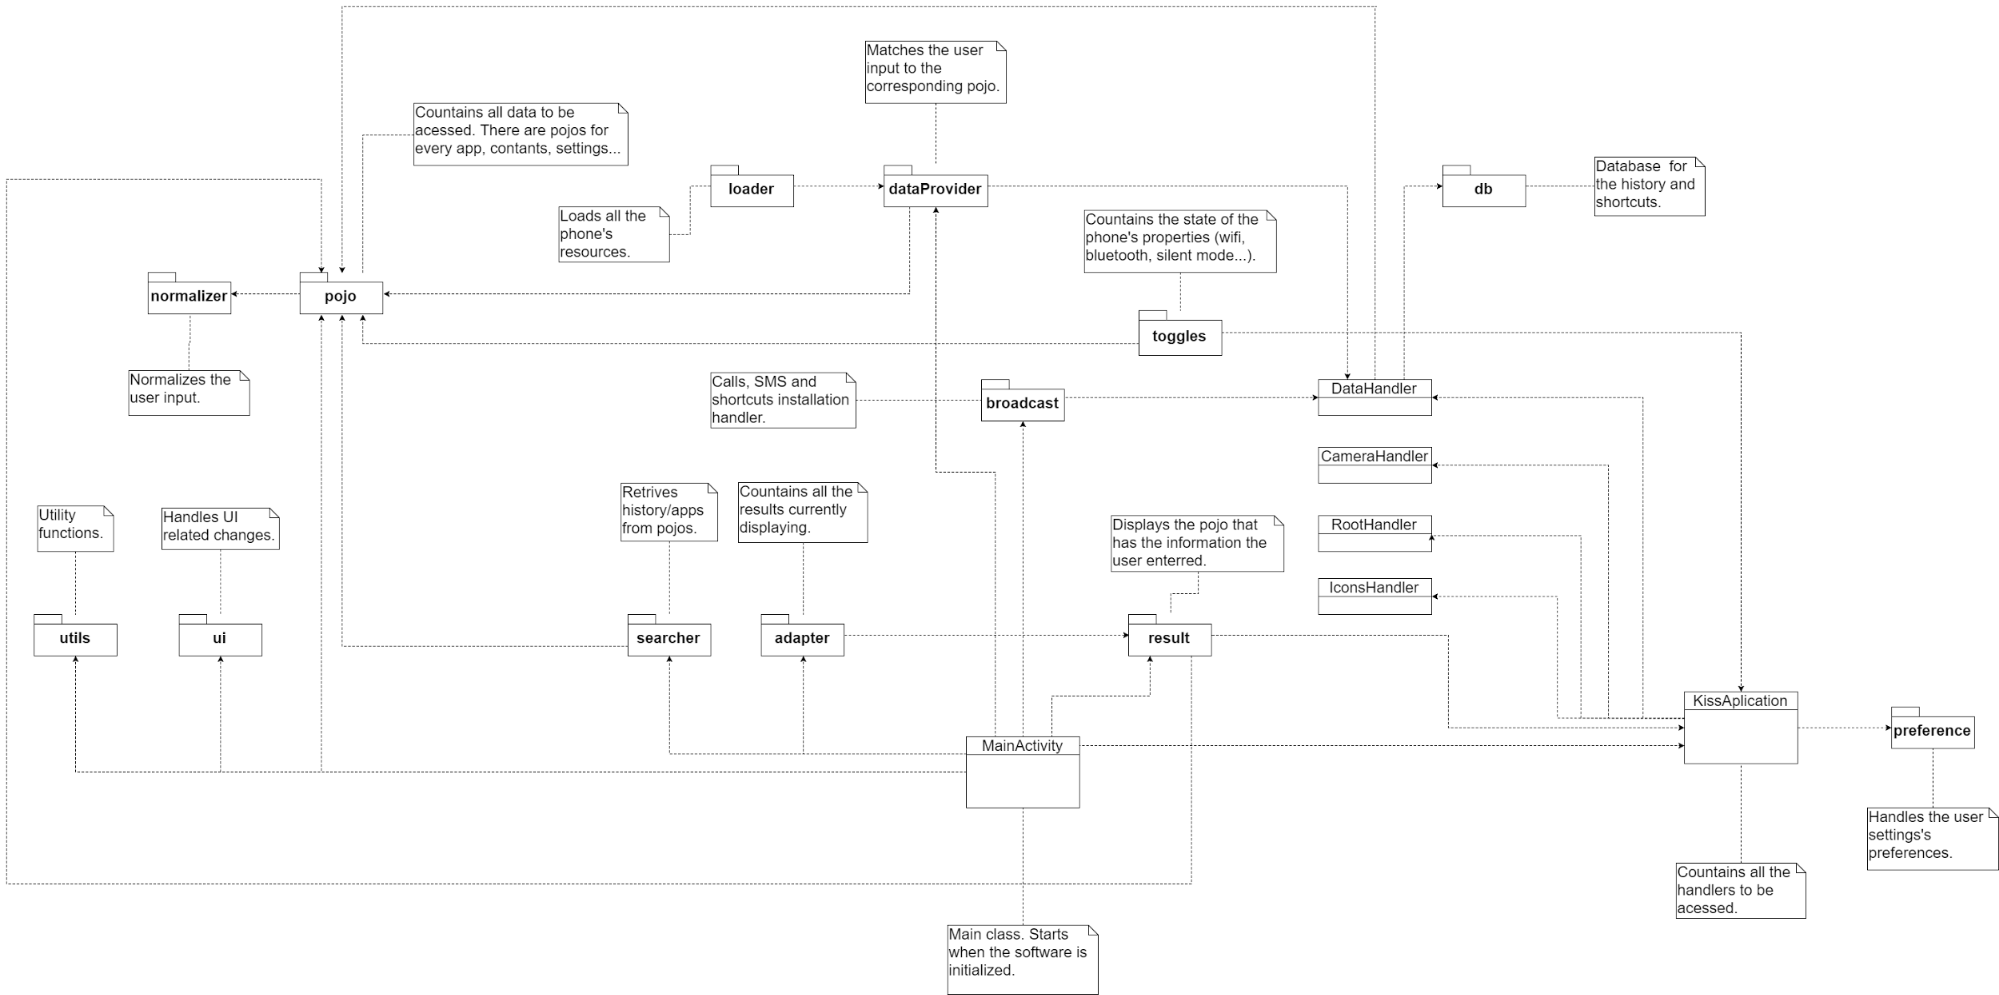 Matches the user
input to the
corresponding pojo.
Countains all data to be
acessed. There are pojos for
every app, contants, settings...
loader
dataProvider
db
Database  for
the history and
shortcuts.
Loads all the
phone's
resources.
Countains the state of the
phone's properties (wifi,
bluetooth, silent mode...).
normalizer
pojo
toggles
Normalizes the
user input.
Calls, SMS and
shortcuts installation
handler.
broadcast
DataHandler
CameraHandler
Utility
functions.
Handles UI
related changes.
Retrives
history/apps
from pojos.
Countains all the
results currently
displaying.
Displays the pojo that
has the information the
user enterred.
RootHandler
IconsHandler
utils
ui
searcher
adapter
result
KissAplication
preference
MainActivity
Handles the user
settings's
preferences.
Countains all the
handlers to be
acessed.
Main class. Starts
when the software is
initialized.